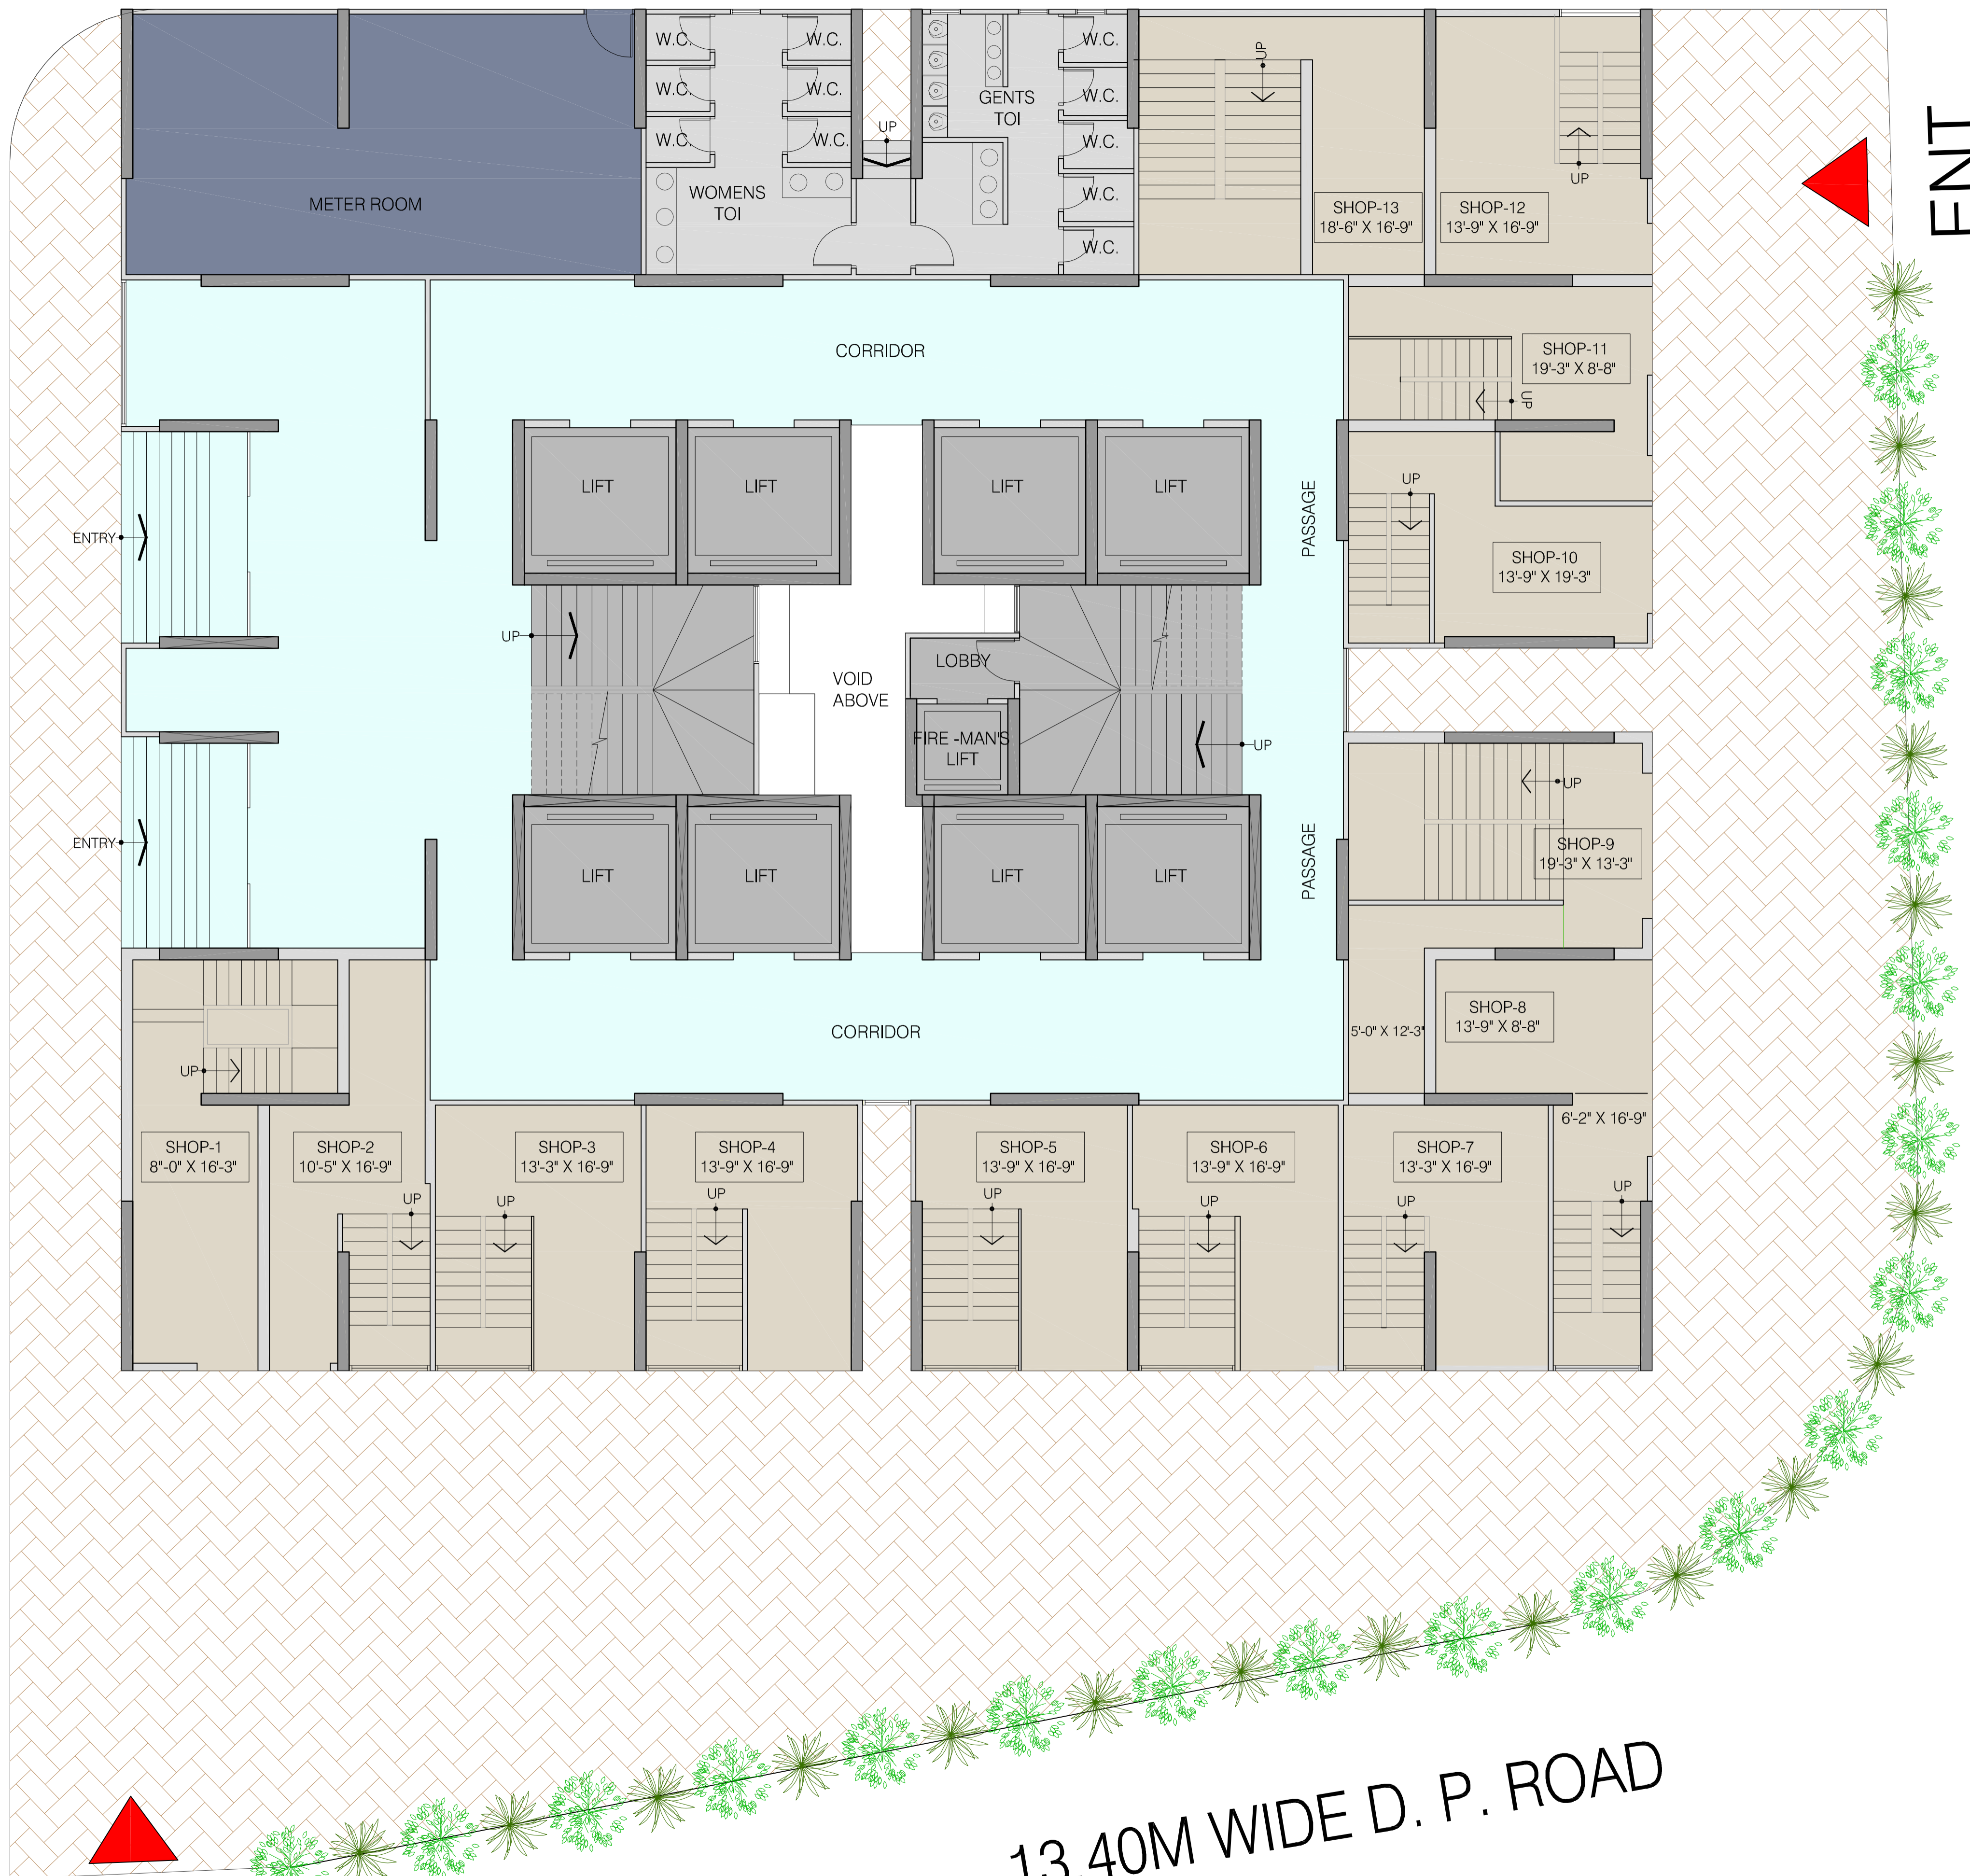 W.C.
W.C.
W.C.
W.C.
W.C.
W.C.
WOMENS
TOI
METER ROOM
UP
GENTS
TOI
W.C.
W.C.
W.C.
W.C.
W.C.
UP
SHOP-13
18'-6" X 16'-9"
SHOP-12
13'-9" X 16'-9"
UP
ENT
CORRIDOR
SHOP-11
19'-3" X 8'-8"
UP
LIFT
LIFT
LIFT
LIFT
PASSAGE
UP
ENTRY
SHOP-10
13'-9" X 19'-3"
UP
LOBBY
VOID
ABOVE
FIRE -MAN'S
LIFT
UP
UP
ENTRY
SHOP-9
19'-3" X 13'-3"
LIFT
LIFT
LIFT
LIFT
PASSAGE
CORRIDOR
5'-0" X 12'-3"
SHOP-8
13'-9" X 8'-8"
UP
6'-2" X 16'-9"
SHOP-1
8"-0" X 16'-3"
SHOP-2
10'-5" X 16'-9"
SHOP-3
13'-3" X 16'-9"
SHOP-4
13'-9" X 16'-9"
SHOP-5
13'-9" X 16'-9"
SHOP-6
13'-9" X 16'-9"
SHOP-7
13'-3" X 16'-9"
UP
UP
UP
UP
UP
UP
UP
13.40M WIDE D. P. ROAD